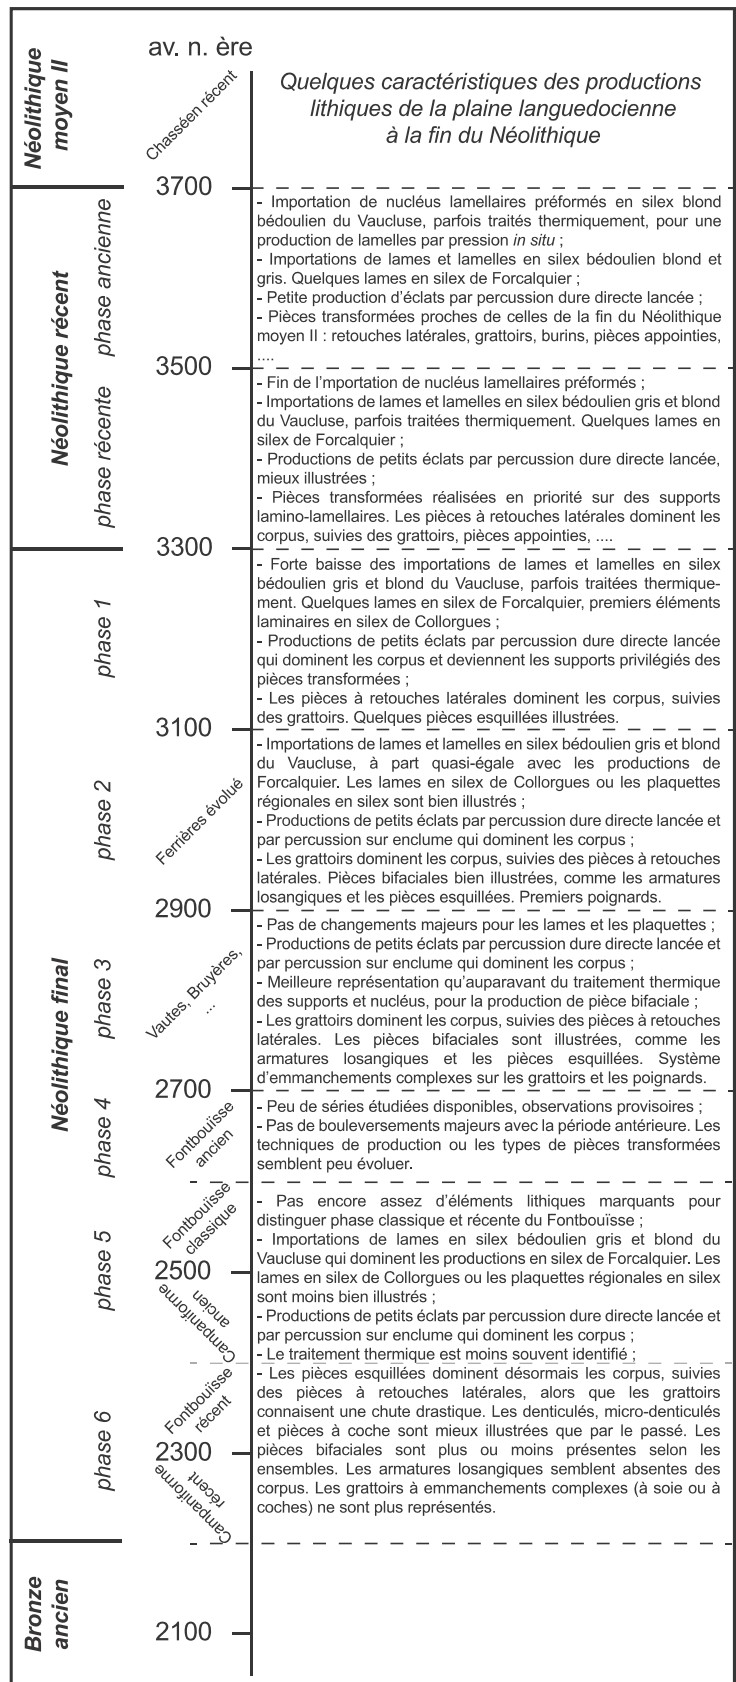 av. n. ère
Quelques caractéristiques des productions
lithiques de la plaine languedocienne
à la fin du Néolithique
Néolithique
moyen II
Chasséen récent
3700
Néolithique récent
phase ancienne
- Importation de nucléus lamellaires préformés en silex blond
bédoulien du Vaucluse, parfois traités thermiquement, pour une
production de lamelles par pression in situ ;
- Importations de lames et lamelles en silex bédoulien blond et
gris. Quelques lames en silex de Forcalquier ;
- Petite production d'éclats par percussion dure directe lancée ;
- Pièces transformées proches de celles de la fin du Néolithique
moyen II : retouches latérales, grattoirs, burins, pièces appointies,
....
3500
phase récente
- Fin de l'mportation de nucléus lamellaires préformés ;
- Importations de lames et lamelles en silex bédoulien gris et blond
du Vaucluse, parfois traitées thermiquement. Quelques lames en
silex de Forcalquier ;
- Productions de petits éclats par percussion dure directe lancée,
mieux illustrées ;
- Pièces transformées réalisées en priorité sur des supports
lamino-lamellaires. Les pièces à retouches latérales dominent les
corpus, suivies des grattoirs, pièces appointies, ....
3300
Néolithique final
phase 1
- Forte baisse des importations de lames et lamelles en silex
bédoulien gris et blond du Vaucluse, parfois traitées thermique-
ment. Quelques lames en silex de Forcalquier, premiers éléments
laminaires en silex de Collorgues ;
- Productions de petits éclats par percussion dure directe lancée
qui dominent les corpus et deviennent les supports privilégiés des
pièces transformées ;
- Les pièces à retouches latérales dominent les corpus, suivies
des grattoirs. Quelques pièces esquillées illustrées.
3100
phase 2
Ferrières évolué
- Importations de lames et lamelles en silex bédoulien gris et blond
du Vaucluse, à part quasi-égale avec les productions de
Forcalquier. Les lames en silex de Collorgues ou les plaquettes
régionales en silex sont bien illustrés ;
- Productions de petits éclats par percussion dure directe lancée et
par percussion sur enclume qui dominent les corpus ;
- Les grattoirs dominent les corpus, suivies des pièces à retouches
latérales. Pièces bifaciales bien illustrées, comme les armatures
losangiques et les pièces esquillées. Premiers poignards.
2900
phase 3
Vautes, Bruyères,
...
- Pas de changements majeurs pour les lames et les plaquettes ;
- Productions de petits éclats par percussion dure directe lancée et
par percussion sur enclume qui dominent les corpus ;
- Meilleure représentation qu'auparavant du traitement thermique
des supports et nucléus, pour la production de pièce bifaciale ;
- Les grattoirs dominent les corpus, suivies des pièces à retouches
latérales. Les pièces bifaciales sont illustrées, comme les
armatures losangiques et les pièces esquillées. Système
d'emmanchements complexes sur les grattoirs et les poignards.
2700
phase 4
Fontbouïsse
ancien
- Peu de séries étudiées disponibles, observations provisoires ;
- Pas de bouleversements majeurs avec la période antérieure. Les
techniques de production ou les types de pièces transformées
semblent peu évoluer.
phase 5
Fontbouïsse
classique
2500
Campaniforme
ancien
- Pas encore assez d'éléments lithiques marquants pour
distinguer phase classique et récente du Fontbouïsse ;
- Importations de lames en silex bédoulien gris et blond du
Vaucluse qui dominent les productions en silex de Forcalquier. Les
lames en silex de Collorgues ou les plaquettes régionales en silex
sont moins bien illustrés ;
- Productions de petits éclats par percussion dure directe lancée et
par percussion sur enclume qui dominent les corpus ;
- Le traitement thermique est moins souvent identifié ;
phase 6
Fontbouïsse
récent
2300
Campaniforme
récent
- Les pièces esquillées dominent désormais les corpus, suivies
des pièces à retouches latérales, alors que les grattoirs
connaisent une chute drastique. Les denticulés, micro-denticulés
et pièces à coche sont mieux illustrées que par le passé. Les
pièces bifaciales sont plus ou moins présentes selon les
ensembles. Les armatures losangiques semblent absentes des
corpus. Les grattoirs à emmanchements complexes (à soie ou à
coches) ne sont plus représentés.
Bronze
ancien
2100